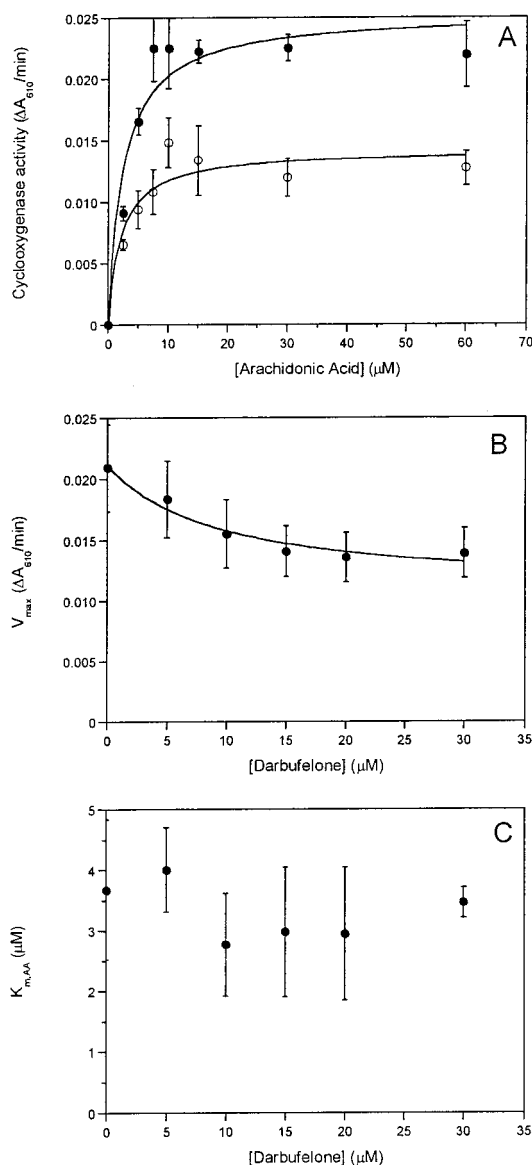 A
Cyclooxygenase activity (ΔA610/min)
0.025
0.020
0.015
0.010
0.005
0
0 10 20 30 40 50 60 70
[Arachidonic Acid] (μM)
B
Vmax (ΔA610/min)
0.025
0.020
0.015
0.010
0.005
0
0 5 10 15 20 25 30 35
[Darbufelone] (μM)
C
Km,AA (μM)
5
4
3
2
1
0
0 5 10 15 20 25 30 35
[Darbufelone] (μM)